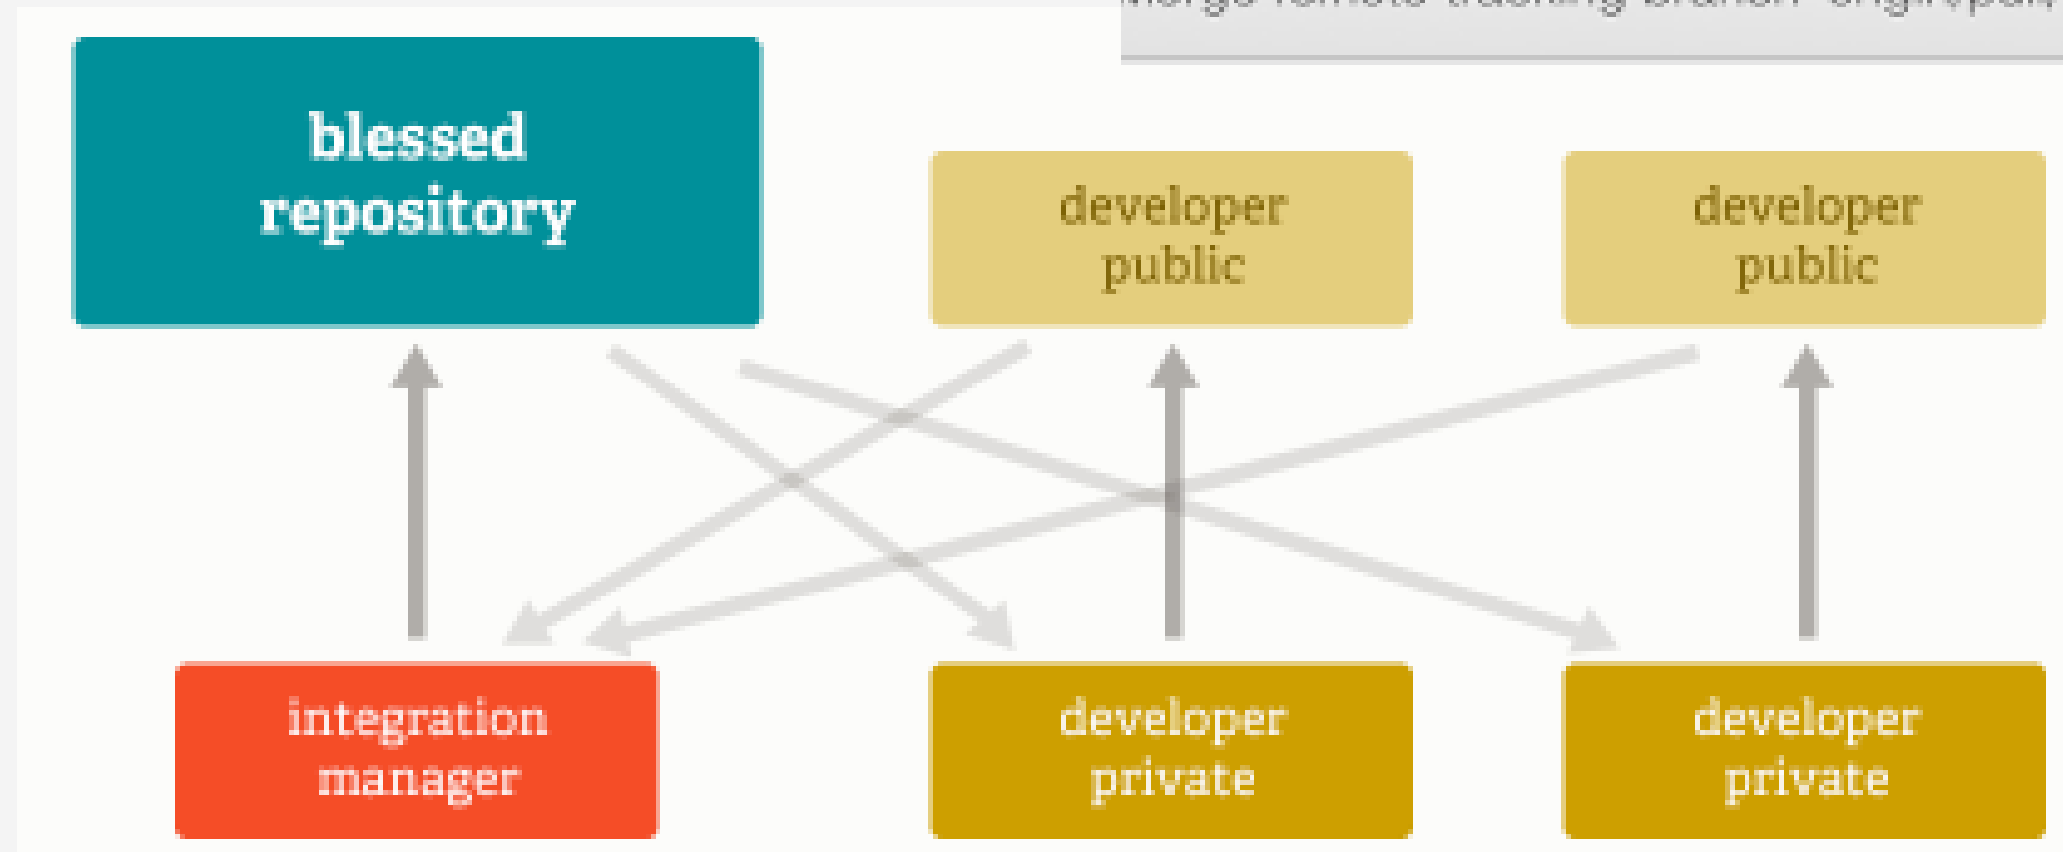 blessed
repository
developer
public
developer
public
integration
manager
developer
private
developer
private